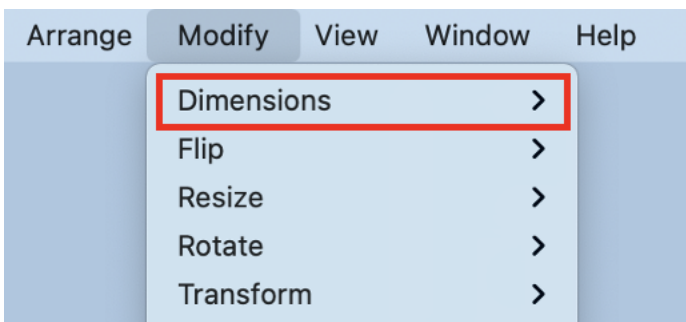 Arrange Modify View Window Help
Dimensions
Flip
Resize
Rotate
Transform